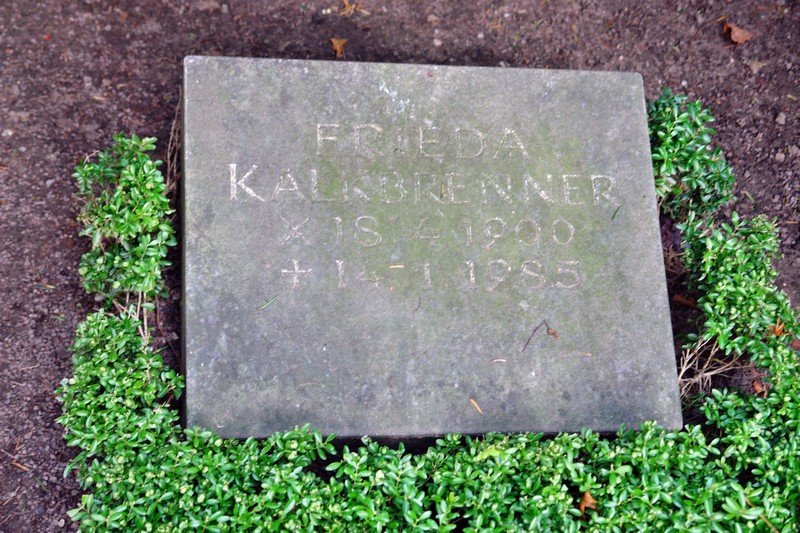 FRIEDA
KALKBRENNER
× 18.4.1900
+ 14.1.1985